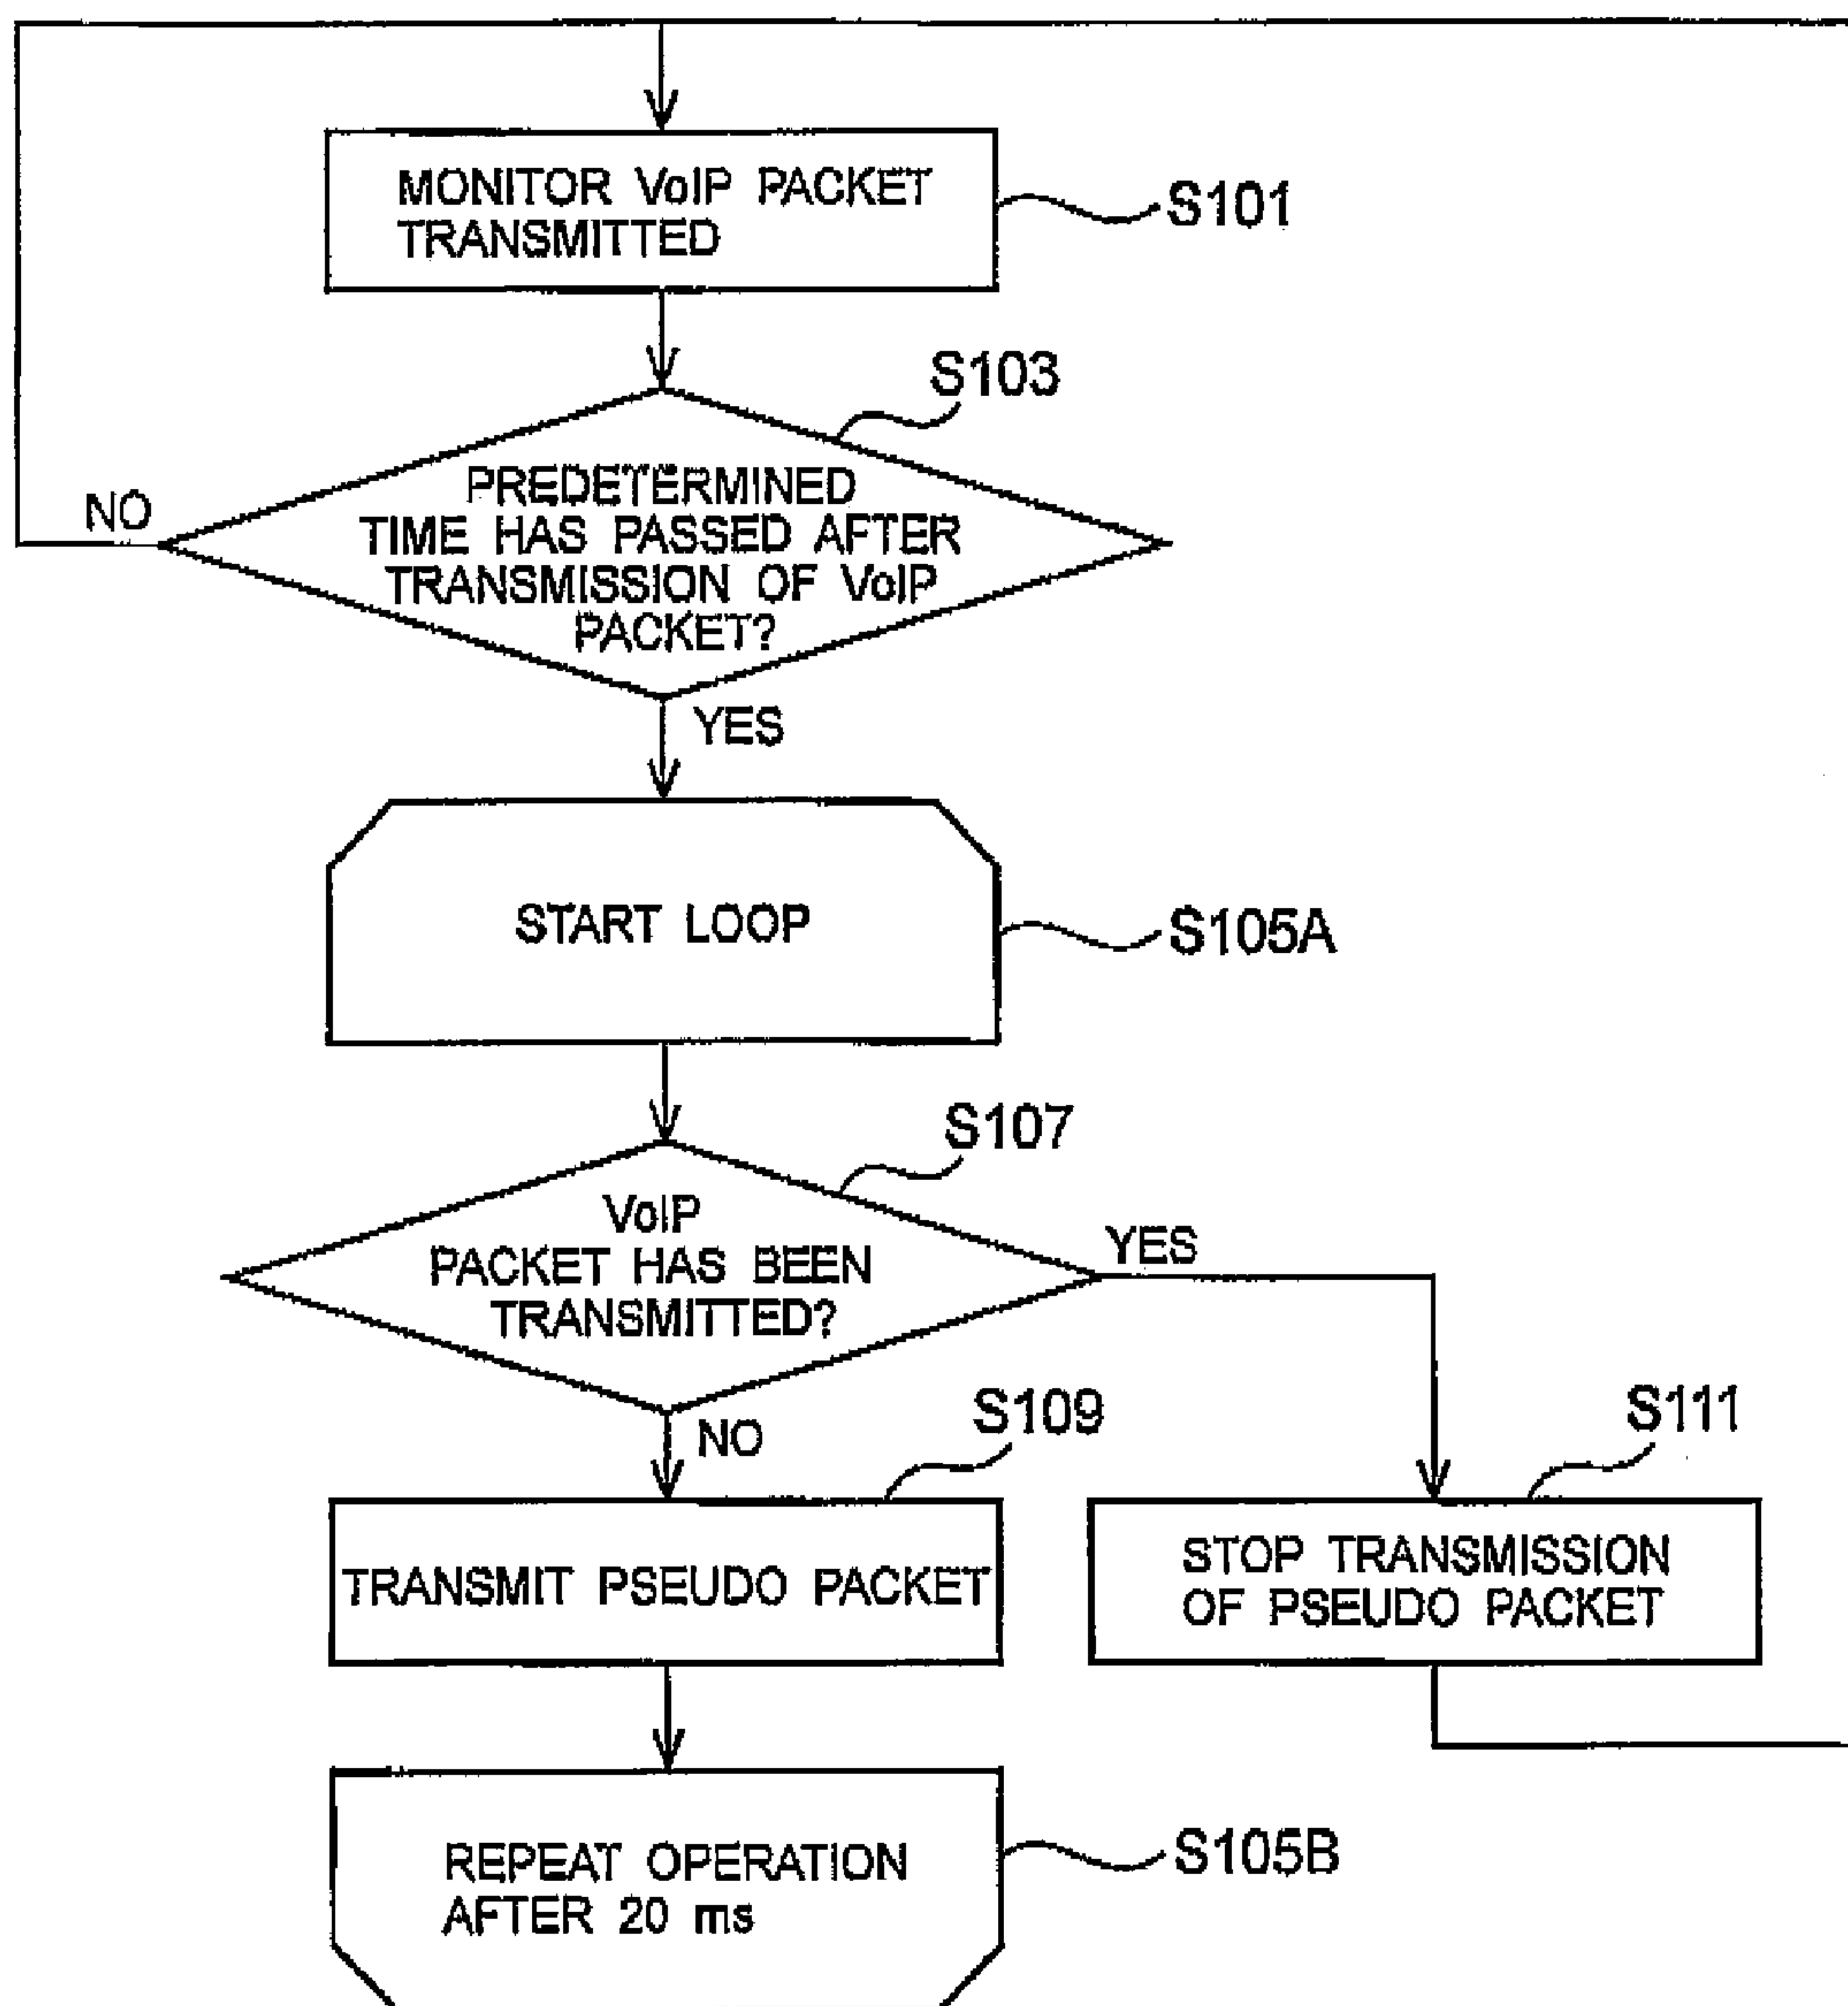 MONITOR VoIP PACKET
TRANSMITTED
S101
S103
PREDETERMINED
TIME HAS PASSED AFTER
TRANSMISSION OF VoIP
PACKET?
NO
YES
START LOOP
S105A
S107
VoIP
PACKET HAS BEEN
TRANSMITTED?
YES
NO
S109
TRANSMIT PSEUDO PACKET
S111
STOP TRANSMISSION
OF PSEUDO PACKET
REPEAT OPERATION
AFTER 20 ms
S105B